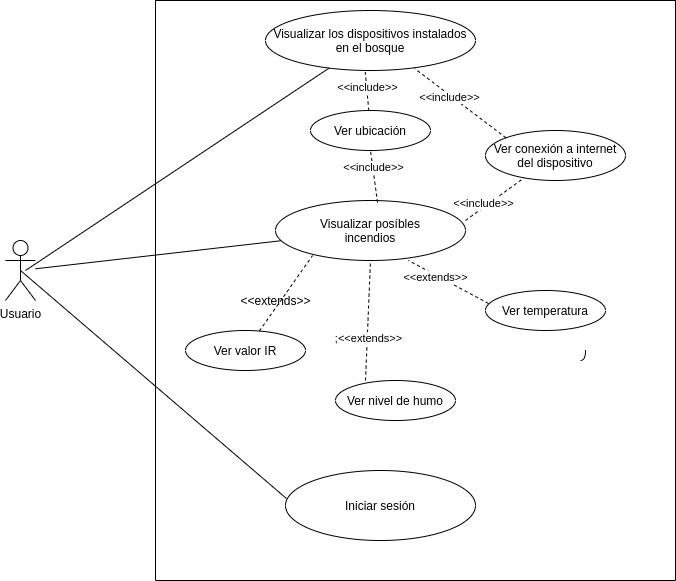 Visualizar los dispositivos instalados
en el bosque
<<include>>
<<include>>
Ver ubicación
Ver conexión a internet
del dispositivo
<<include>>
<<include>>
Visualizar posíbles
incendios
Usuario
<<extends>>
<<extends>>
Ver temperatura
;<<extends>>
Ver valor IR
Ver nivel de humo
Iniciar sesión